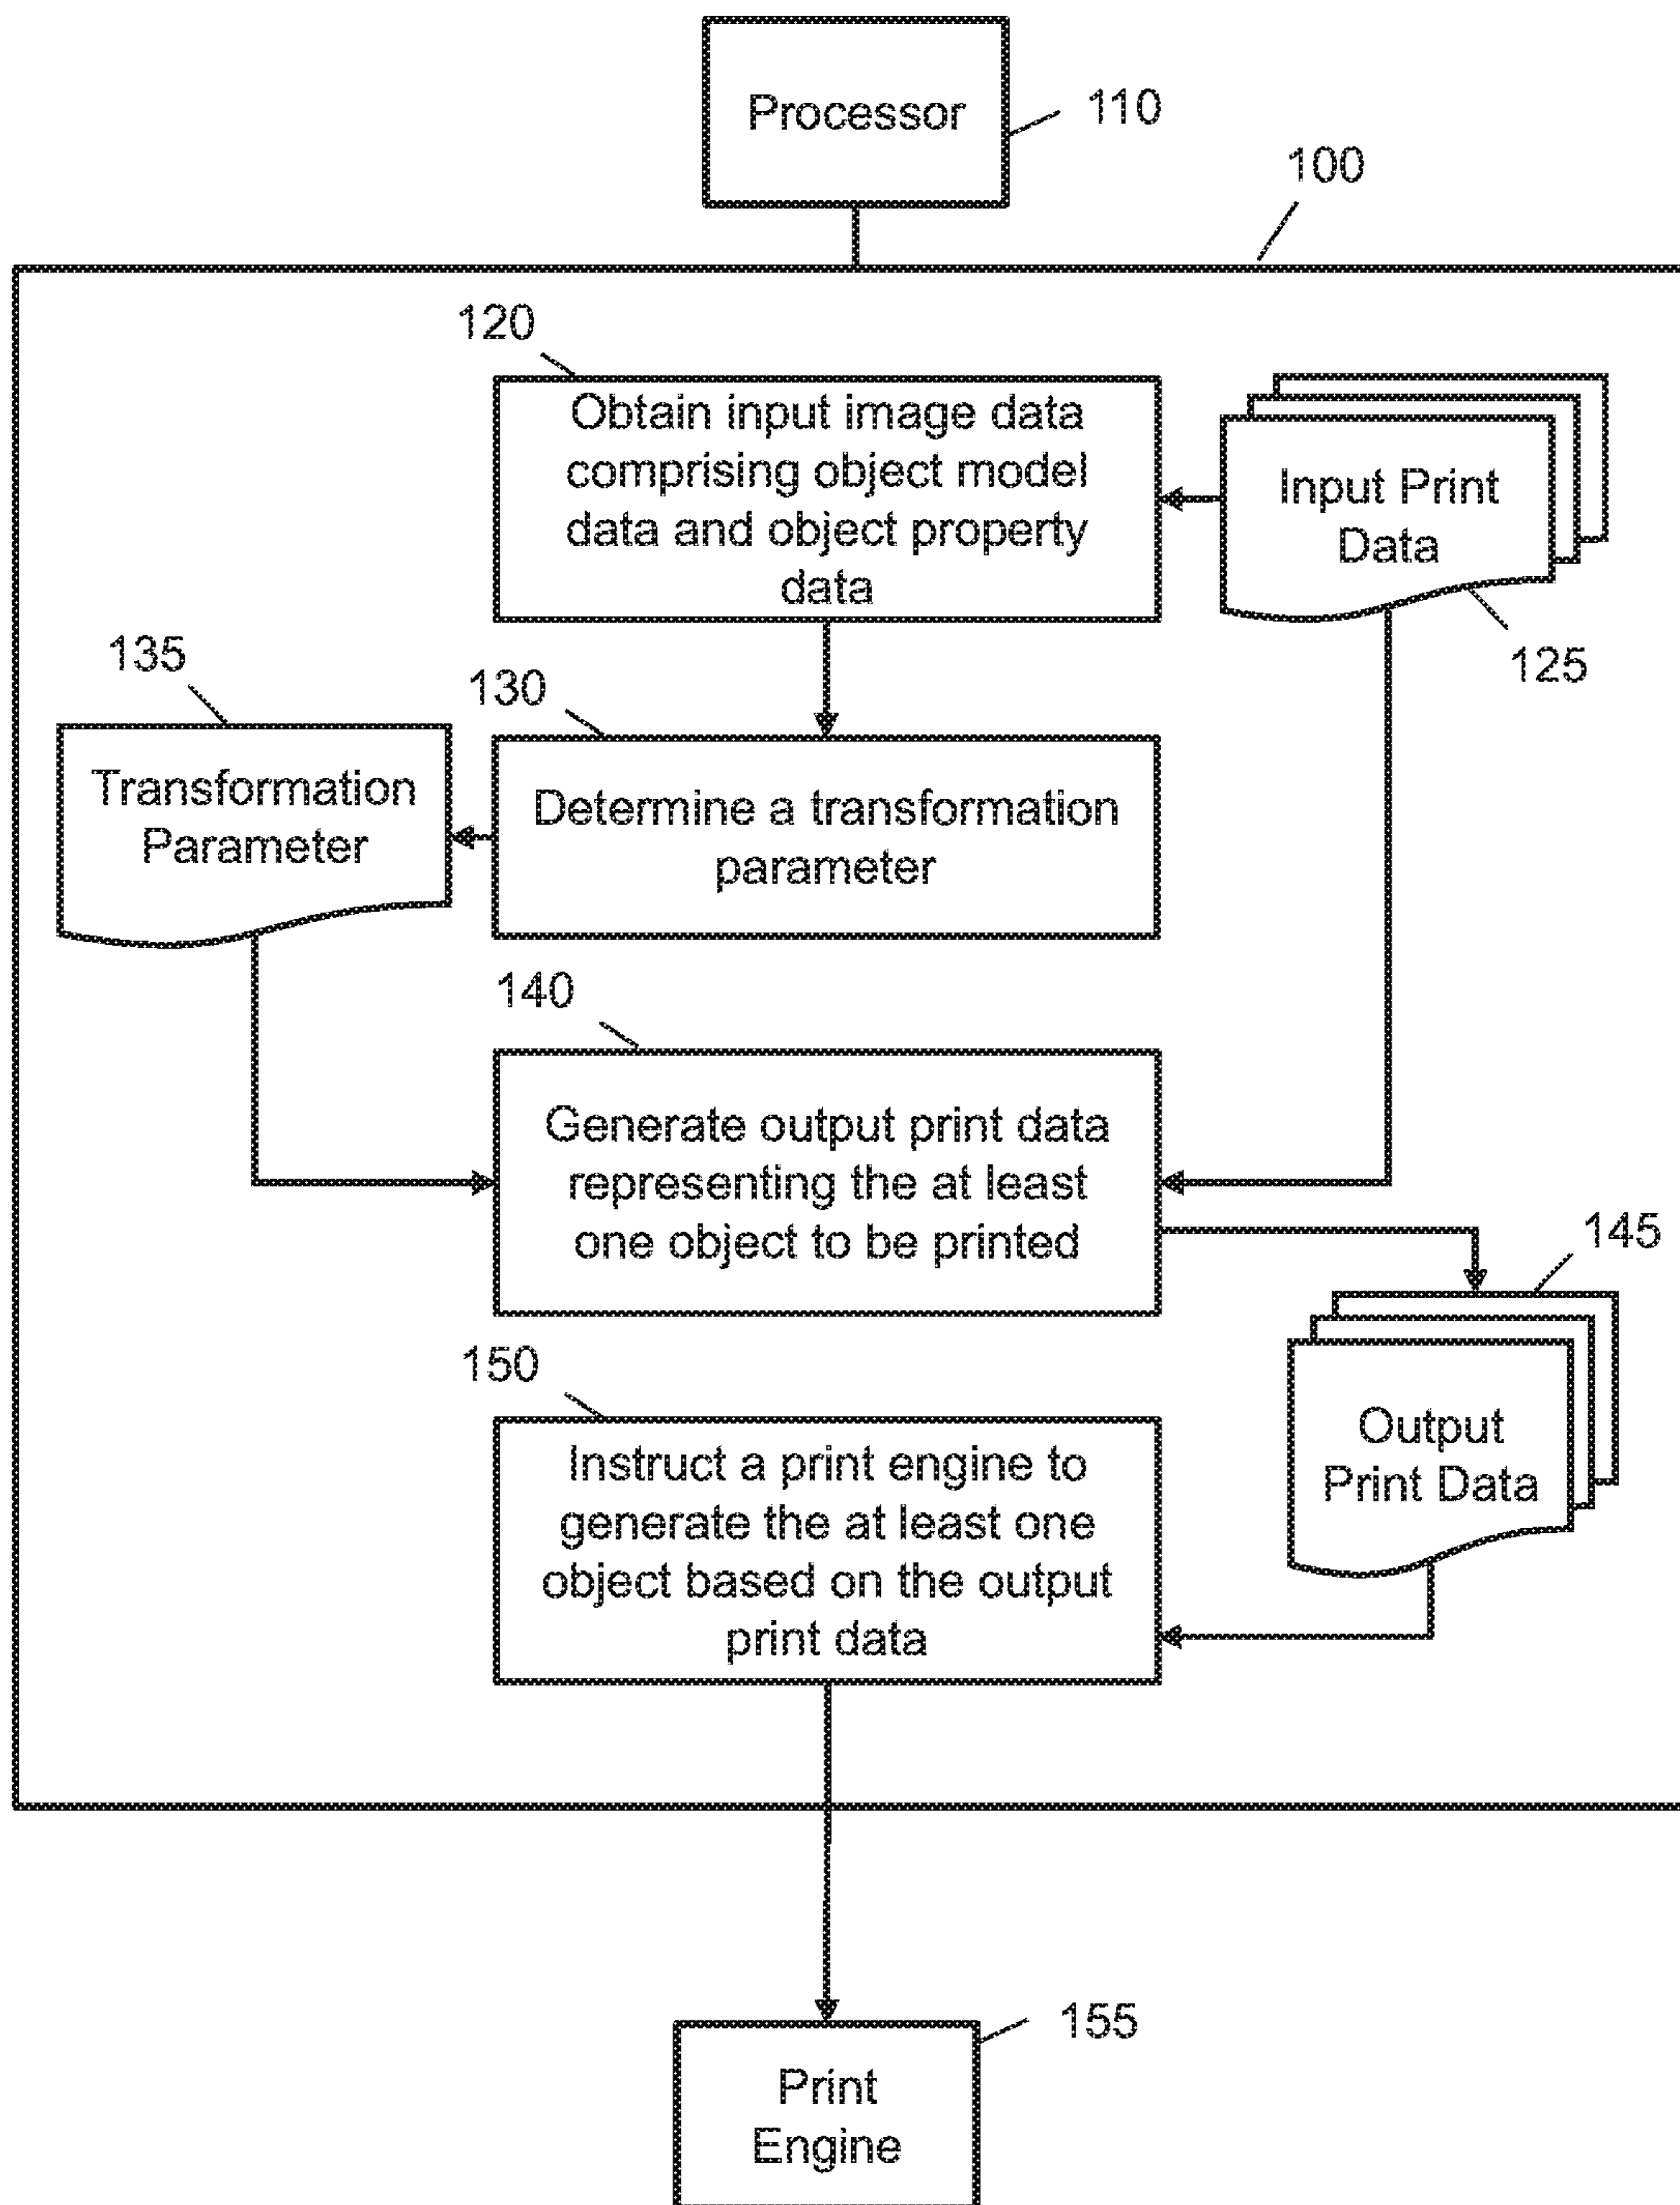 Processor
110
100
120
Obtain input image data
comprising object model
data and object property
data
Input Print
Data
125
135
130
Transformation
Parameter
Determine a transformation
parameter
140
Generate output print data
representing the at least
one object to be printed
145
150
Output
Print Data
Instruct a print engine to
generate the at least one
object based on the output
print data
155
Print
Engine